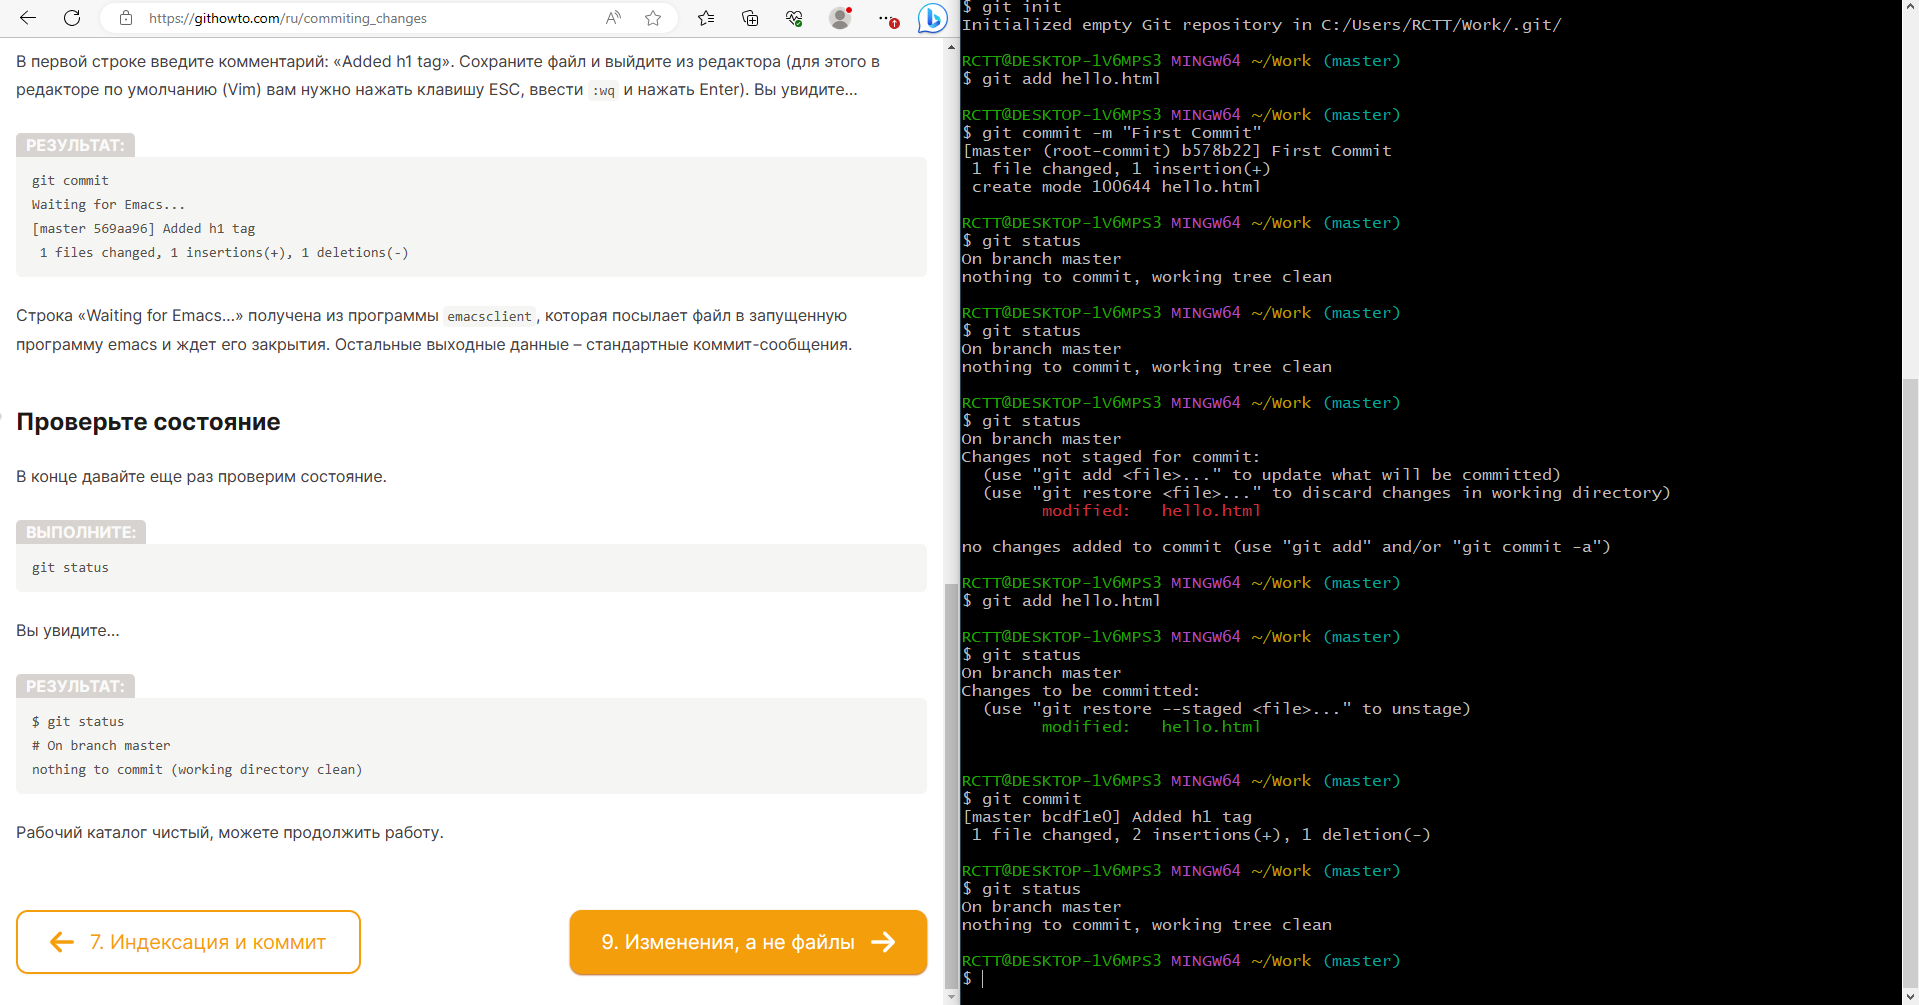 https://githowto.com/ru/commiting_changes
В первой строке введите комментарий: «Added h1 tag». Сохраните файл и выйдите из редактора (для этого в
редакторе по умолчанию (Vim) вам нужно нажать клавишу ESC, ввести :wq и нажать Enter). Вы увидите...
РЕЗУЛЬТАТ:
git commit
Waiting for Emacs...
[master 569aa96] Added h1 tag
 1 files changed, 1 insertions(+), 1 deletions(-)
Строка «Waiting for Emacs...» получена из программы emacsclient, которая посылает файл в запущенную
программу emacs и ждет его закрытия. Остальные выходные данные – стандартные коммит-сообщения.
Проверьте состояние
В конце давайте еще раз проверим состояние.
ВЫПОЛНИТЕ:
git status
Вы увидите...
РЕЗУЛЬТАТ:
$ git status
# On branch master
nothing to commit (working directory clean)
Рабочий каталог чистый, можете продолжить работу.
← 7. Индексация и коммит
9. Изменения, а не файлы →
$ git init
Initialized empty Git repository in C:/Users/RCTT/Work/.git/
RCTT@DESKTOP-1V6MPS3 MINGW64 ~/Work (master)
$ git add hello.html
RCTT@DESKTOP-1V6MPS3 MINGW64 ~/Work (master)
$ git commit -m "First Commit"
[master (root-commit) b578b22] First Commit
 1 file changed, 1 insertion(+)
 create mode 100644 hello.html
RCTT@DESKTOP-1V6MPS3 MINGW64 ~/Work (master)
$ git status
On branch master
nothing to commit, working tree clean
RCTT@DESKTOP-1V6MPS3 MINGW64 ~/Work (master)
$ git status
On branch master
nothing to commit, working tree clean
RCTT@DESKTOP-1V6MPS3 MINGW64 ~/Work (master)
$ git status
On branch master
Changes not staged for commit:
  (use "git add <file>..." to update what will be committed)
  (use "git restore <file>..." to discard changes in working directory)
        modified:   hello.html
no changes added to commit (use "git add" and/or "git commit -a")
RCTT@DESKTOP-1V6MPS3 MINGW64 ~/Work (master)
$ git add hello.html
RCTT@DESKTOP-1V6MPS3 MINGW64 ~/Work (master)
$ git status
On branch master
Changes to be committed:
  (use "git restore --staged <file>..." to unstage)
        modified:   hello.html
RCTT@DESKTOP-1V6MPS3 MINGW64 ~/Work (master)
$ git commit
[master bcdf1e0] Added h1 tag
 1 file changed, 2 insertions(+), 1 deletion(-)
RCTT@DESKTOP-1V6MPS3 MINGW64 ~/Work (master)
$ git status
On branch master
nothing to commit, working tree clean
RCTT@DESKTOP-1V6MPS3 MINGW64 ~/Work (master)
$